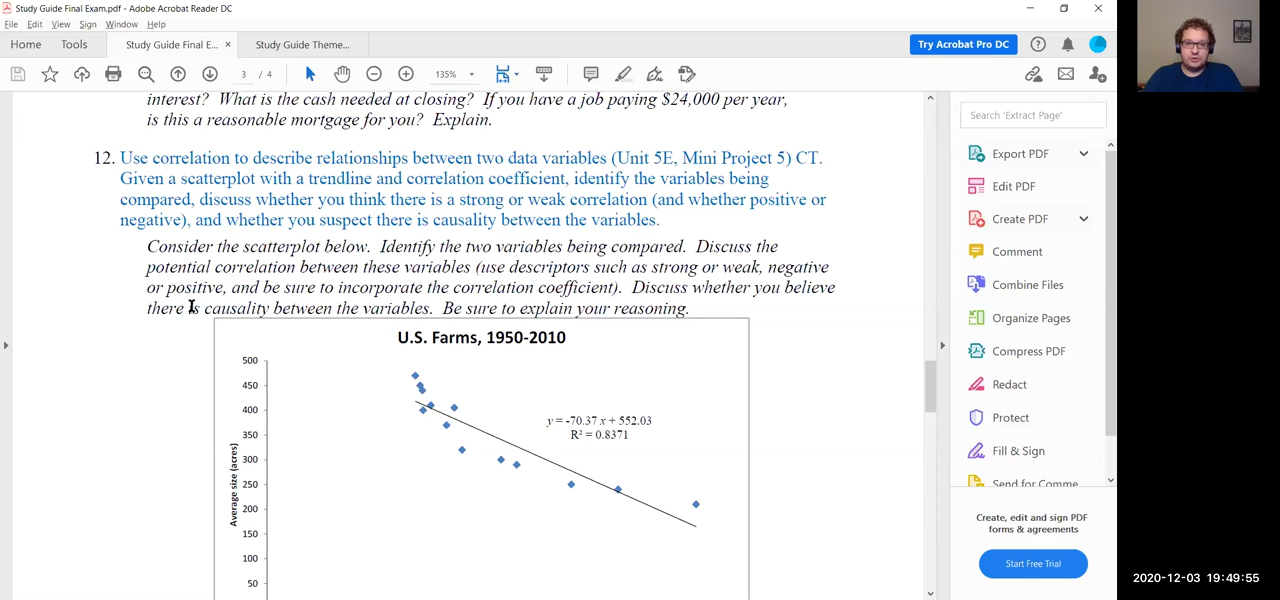 Study Guide Final Exam.pdf - Adobe Acrobat Reader DC
File Edit View Sign Window Help
Home Tools Study Guide Final E... × Study Guide Theme... Try Acrobat Pro DC
3 / 4 135%
interest? What is the cash needed at closing? If you have a job paying $24,000 per year,
is this a reasonable mortgage for you? Explain.
12. Use correlation to describe relationships between two data variables (Unit 5E, Mini Project 5) CT.
Given a scatterplot with a trendline and correlation coefficient, identify the variables being
compared, discuss whether you think there is a strong or weak correlation (and whether positive or
negative), and whether you suspect there is causality between the variables.
Consider the scatterplot below. Identify the two variables being compared. Discuss the
potential correlation between these variables (use descriptors such as strong or weak, negative
or positive, and be sure to incorporate the correlation coefficient). Discuss whether you believe
there is causality between the variables. Be sure to explain your reasoning.
U.S. Farms, 1950-2010
500
450
400
350
300
250
200
150
100
50
Average size (acres)
y = -70.37 x + 552.03
R² = 0.8371
Search 'Extract Page'
Export PDF
Edit PDF
Create PDF
Comment
Combine Files
Organize Pages
Compress PDF
Redact
Protect
Fill & Sign
Send for Comme
Create, edit and sign PDF
forms & agreements
Start Free Trial
2020-12-03 19:49:55